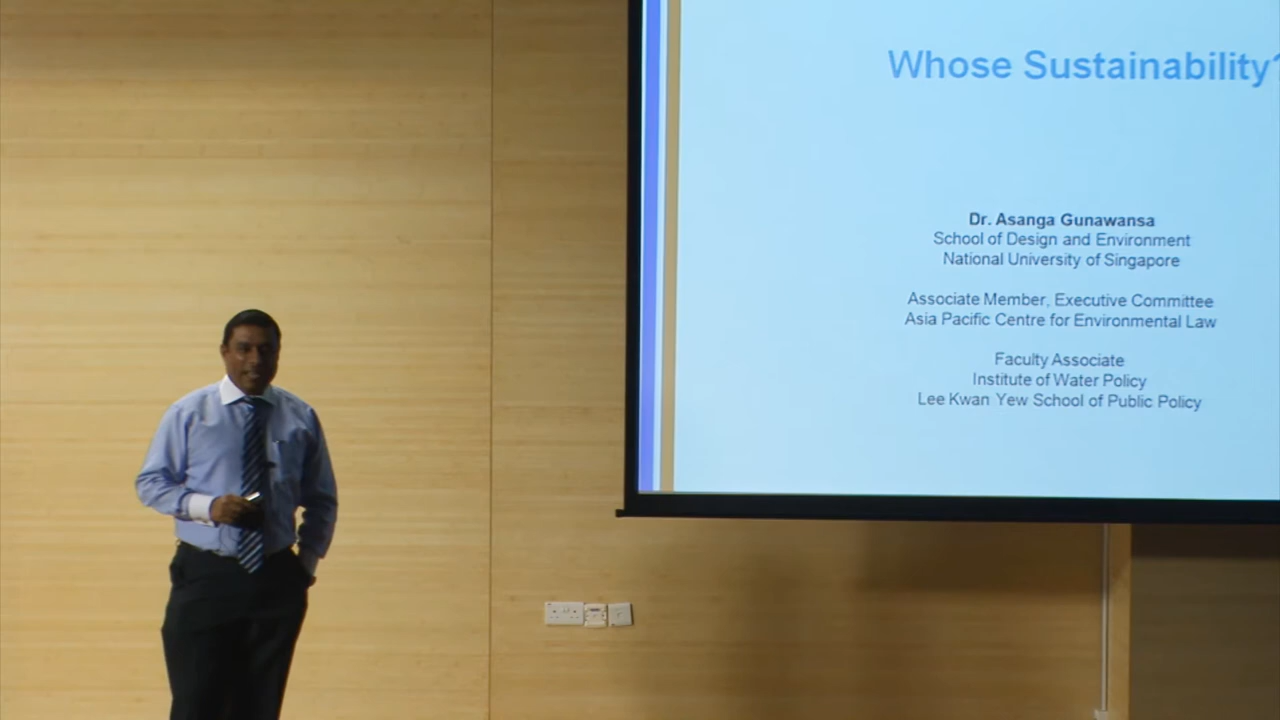 Whose Sustainability?
Dr. Asanga Gunawansa
School of Design and Environment
National University of Singapore
Associate Member, Executive Committee
Asia Pacific Centre for Environmental Law
Faculty Associate
Institute of Water Policy
Lee Kwan Yew School of Public Policy